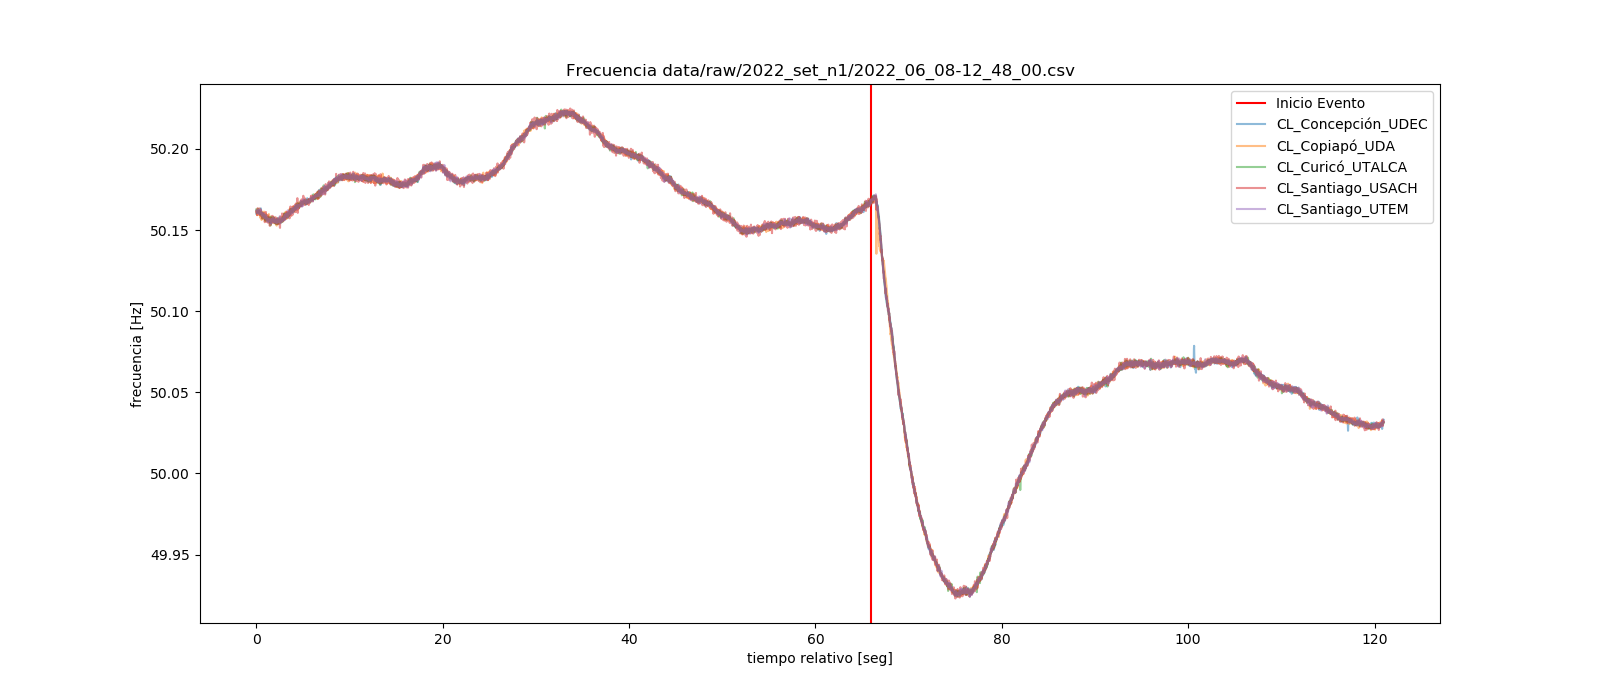 Frecuencia data/raw/2022_set_n1/2022_06_08-12_48_00.csv
Inicio Evento
CL_Concepción_UDEC
CL_Copiapó_UDA
CL_Curicó_UTALCA
CL_Santiago_USACH
CL_Santiago_UTEM
frecuencia [Hz]
50.20
50.15
50.10
50.05
50.00
49.95
0 20 40 60 80 100 120
tiempo relativo [seg]